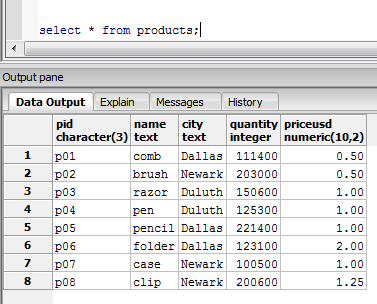 select * from products;
Output pane
Data Output Explain Messages History
pid character(3) name text city text quantity integer priceusd numeric(10,2)
1 p01 comb Dallas 111400 0.50
2 p02 brush Newark 203000 0.50
3 p03 razor Duluth 150600 1.00
4 p04 pen Duluth 125300 1.00
5 p05 pencil Dallas 221400 1.00
6 p06 folder Dallas 123100 2.00
7 p07 case Newark 100500 1.00
8 p08 clip Newark 200600 1.25